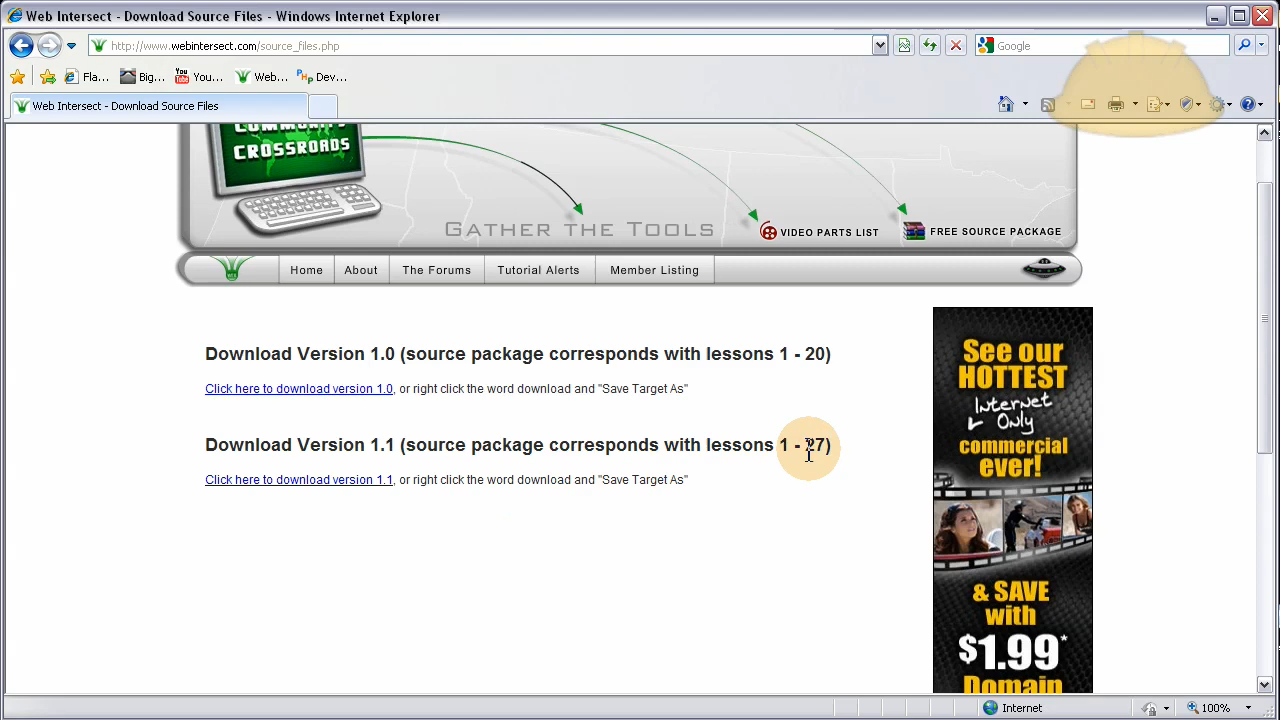 Web Intersect - Download Source Files - Windows Internet Explorer
http://www.webintersect.com/source_files.php
Google
Fla...
Big...
You...
Web...
Dev...
Web Intersect - Download Source Files
COMMUNITY
CROSSROADS
GATHER THE TOOLS
VIDEO PARTS LIST
FREE SOURCE PACKAGE
Home
About
The Forums
Tutorial Alerts
Member Listing
Download Version 1.0 (source package corresponds with lessons 1 - 20)
Click here to download version 1.0, or right click the word download and "Save Target As"
Download Version 1.1 (source package corresponds with lessons 1 - 27)
Click here to download version 1.1, or right click the word download and "Save Target As"
See our
HOTTEST
Internet
Only
commercial
ever!
& SAVE
with
$1.99*
Domain
Internet
100%